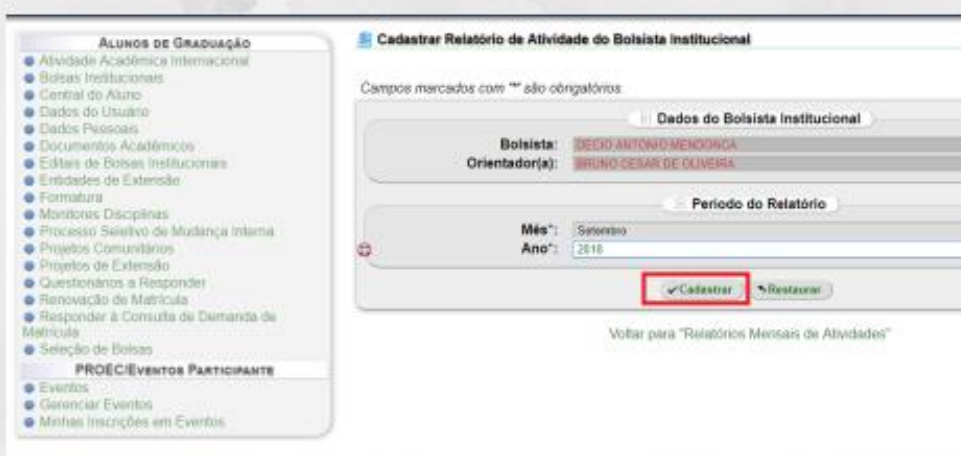 ALUNOS DE GRADUAÇÃO
Atividade Acadêmica Internacional
Bolsas Institucionais
Central do Aluno
Dados do Usuário
Dados Pessoais
Documentos Acadêmicos
Editais de Bolsas Institucionais
Entidades de Extensão
Formatura
Monitores Disciplinas
Processo Seletivo de Mudança Interna
Projetos Comunitários
Projetos de Extensão
Questionários a Responder
Renovação de Matrícula
Responder à Consulta de Demanda de
Matrícula
Seleção de Bolsas
PROEC/EVENTOS PARTICIPANTE
Eventos
Gerenciar Eventos
Minhas Inscrições em Eventos
Cadastrar Relatório de Atividade do Bolsista Institucional
Campos marcados com "*" são obrigatórios.
Dados do Bolsista Institucional
Bolsista: DECIO ANTONIO MENDONCA
Orientador(a): BRUNO CESAR DE OLIVEIRA
Período do Relatório
Mês*: Setembro
Ano*: 2018
Cadastrar Restaurar
Voltar para "Relatórios Mensais de Atividades"